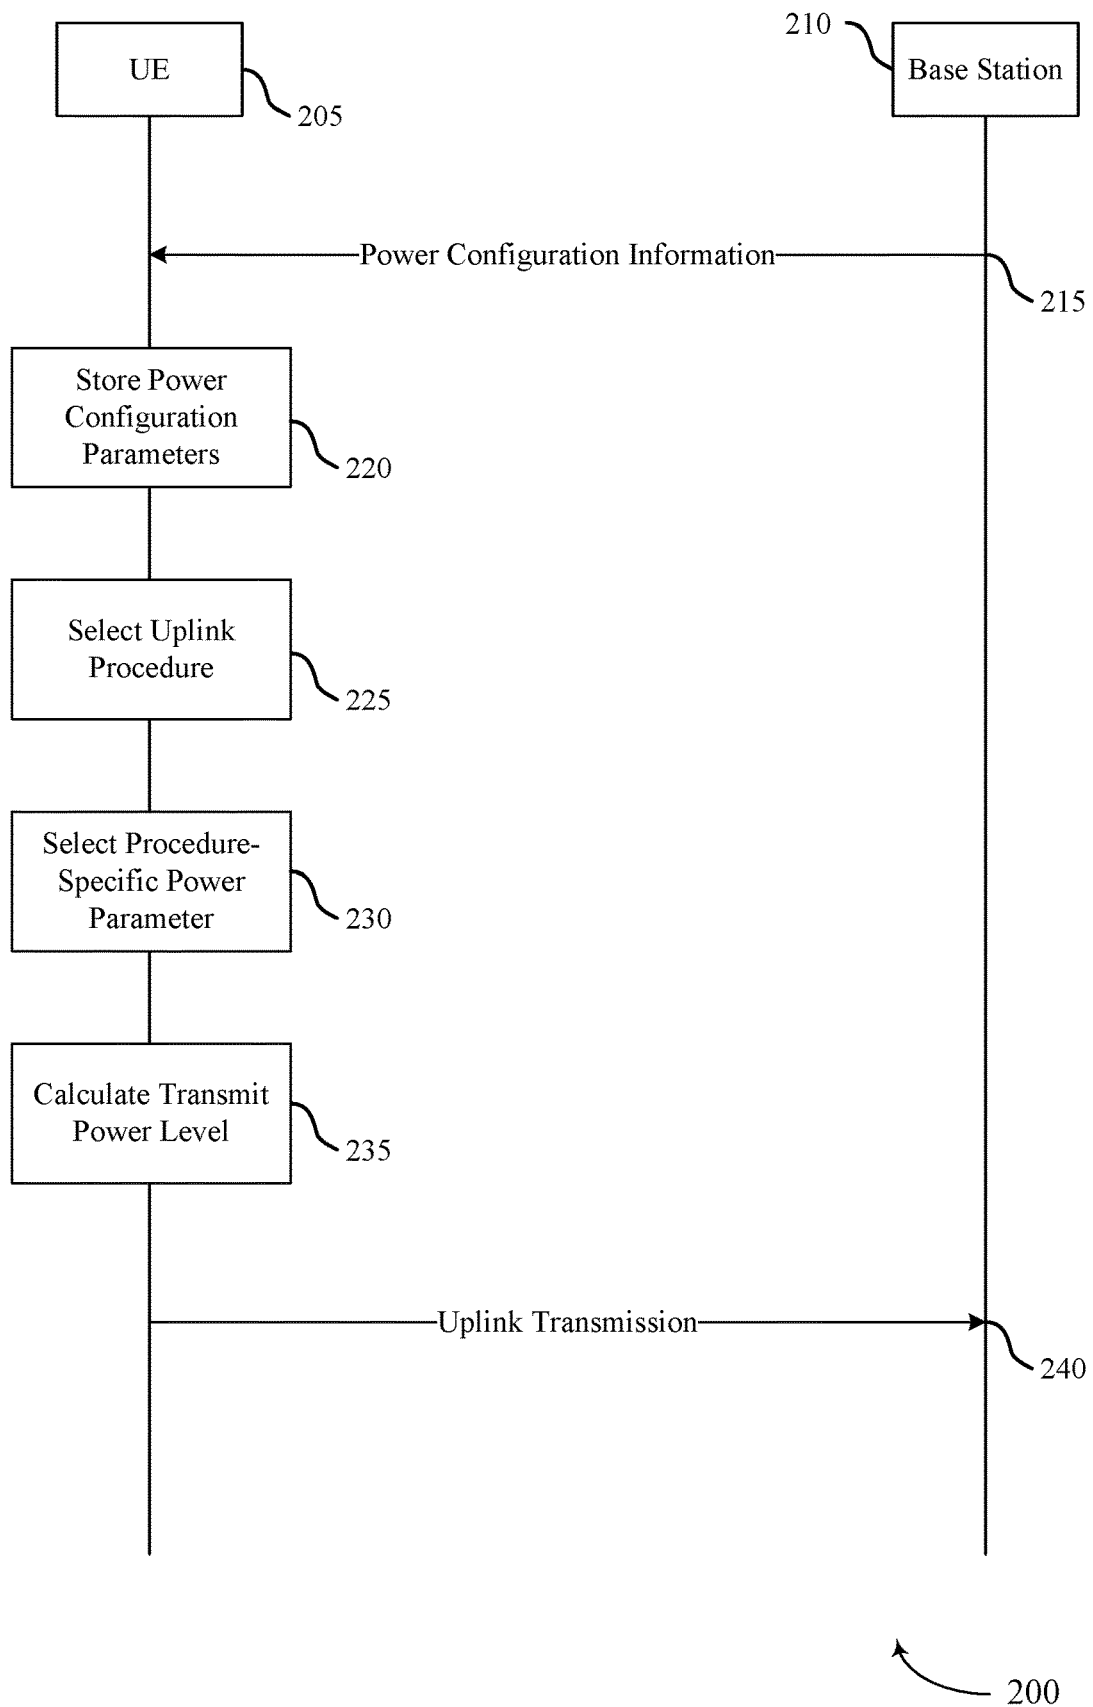 UE
205
210
Base Station
Power Configuration Information
215
Store Power
Configuration
Parameters
220
Select Uplink
Procedure
225
Select Procedure-
Specific Power
Parameter
230
Calculate Transmit
Power Level
235
Uplink Transmission
240
200